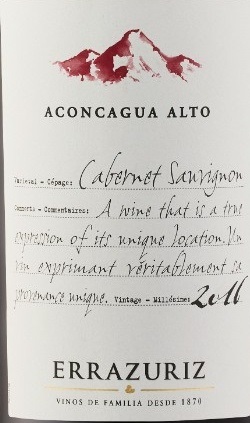 ACONCAGUA ALTO
Varietal - Cépage: Cabernet Sauvignon
Comments - Commentaires: A wine that is a true
expression of its unique location. Un
vin exprimant véritablement sa
provenance unique. Vintage - Millésime: 2016
ERRAZURIZ
VINOS DE FAMILIA DESDE 1870